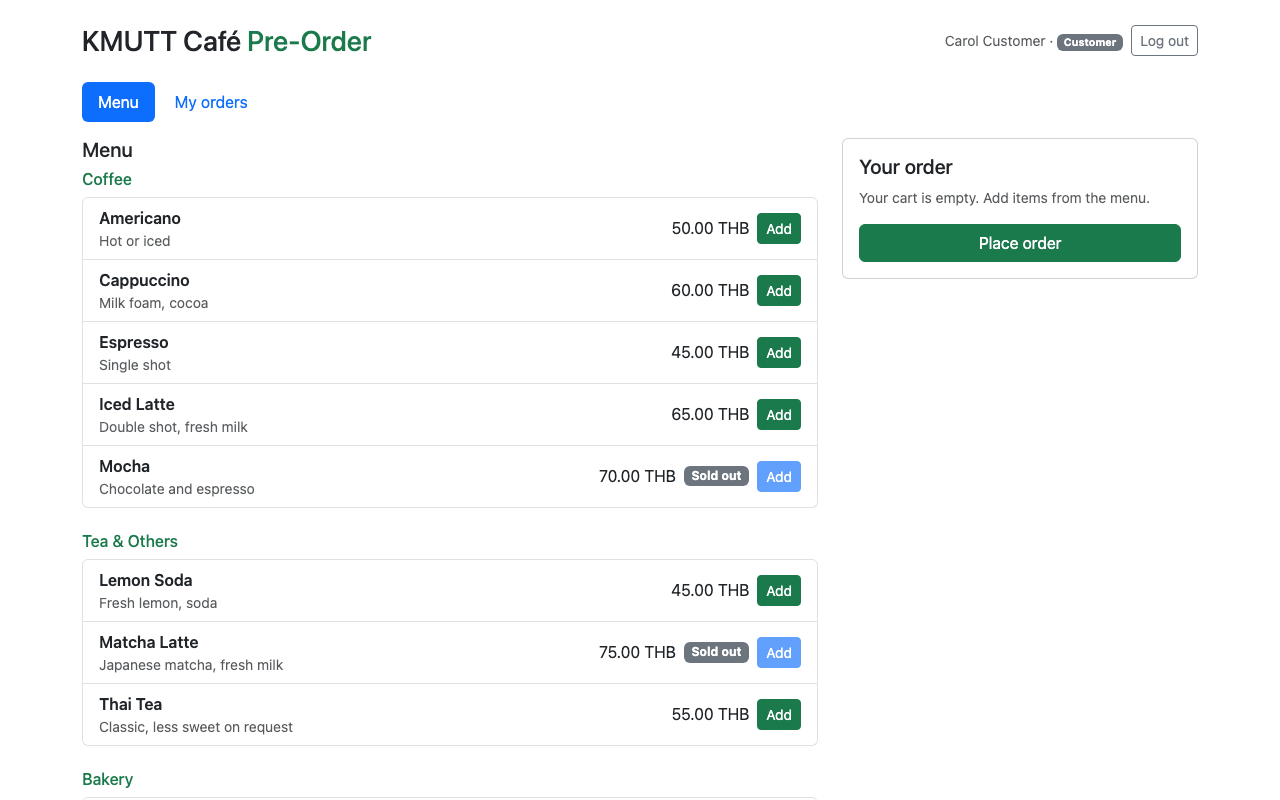 KMUTT Café Pre-Order
Carol Customer · Customer Log out
Menu My orders
Menu
Coffee
Americano
Hot or iced
50.00 THB Add
Cappuccino
Milk foam, cocoa
60.00 THB Add
Espresso
Single shot
45.00 THB Add
Iced Latte
Double shot, fresh milk
65.00 THB Add
Mocha
Chocolate and espresso
70.00 THB Sold out Add
Tea & Others
Lemon Soda
Fresh lemon, soda
45.00 THB Add
Matcha Latte
Japanese matcha, fresh milk
75.00 THB Sold out Add
Thai Tea
Classic, less sweet on request
55.00 THB Add
Bakery
Your order
Your cart is empty. Add items from the menu.
Place order